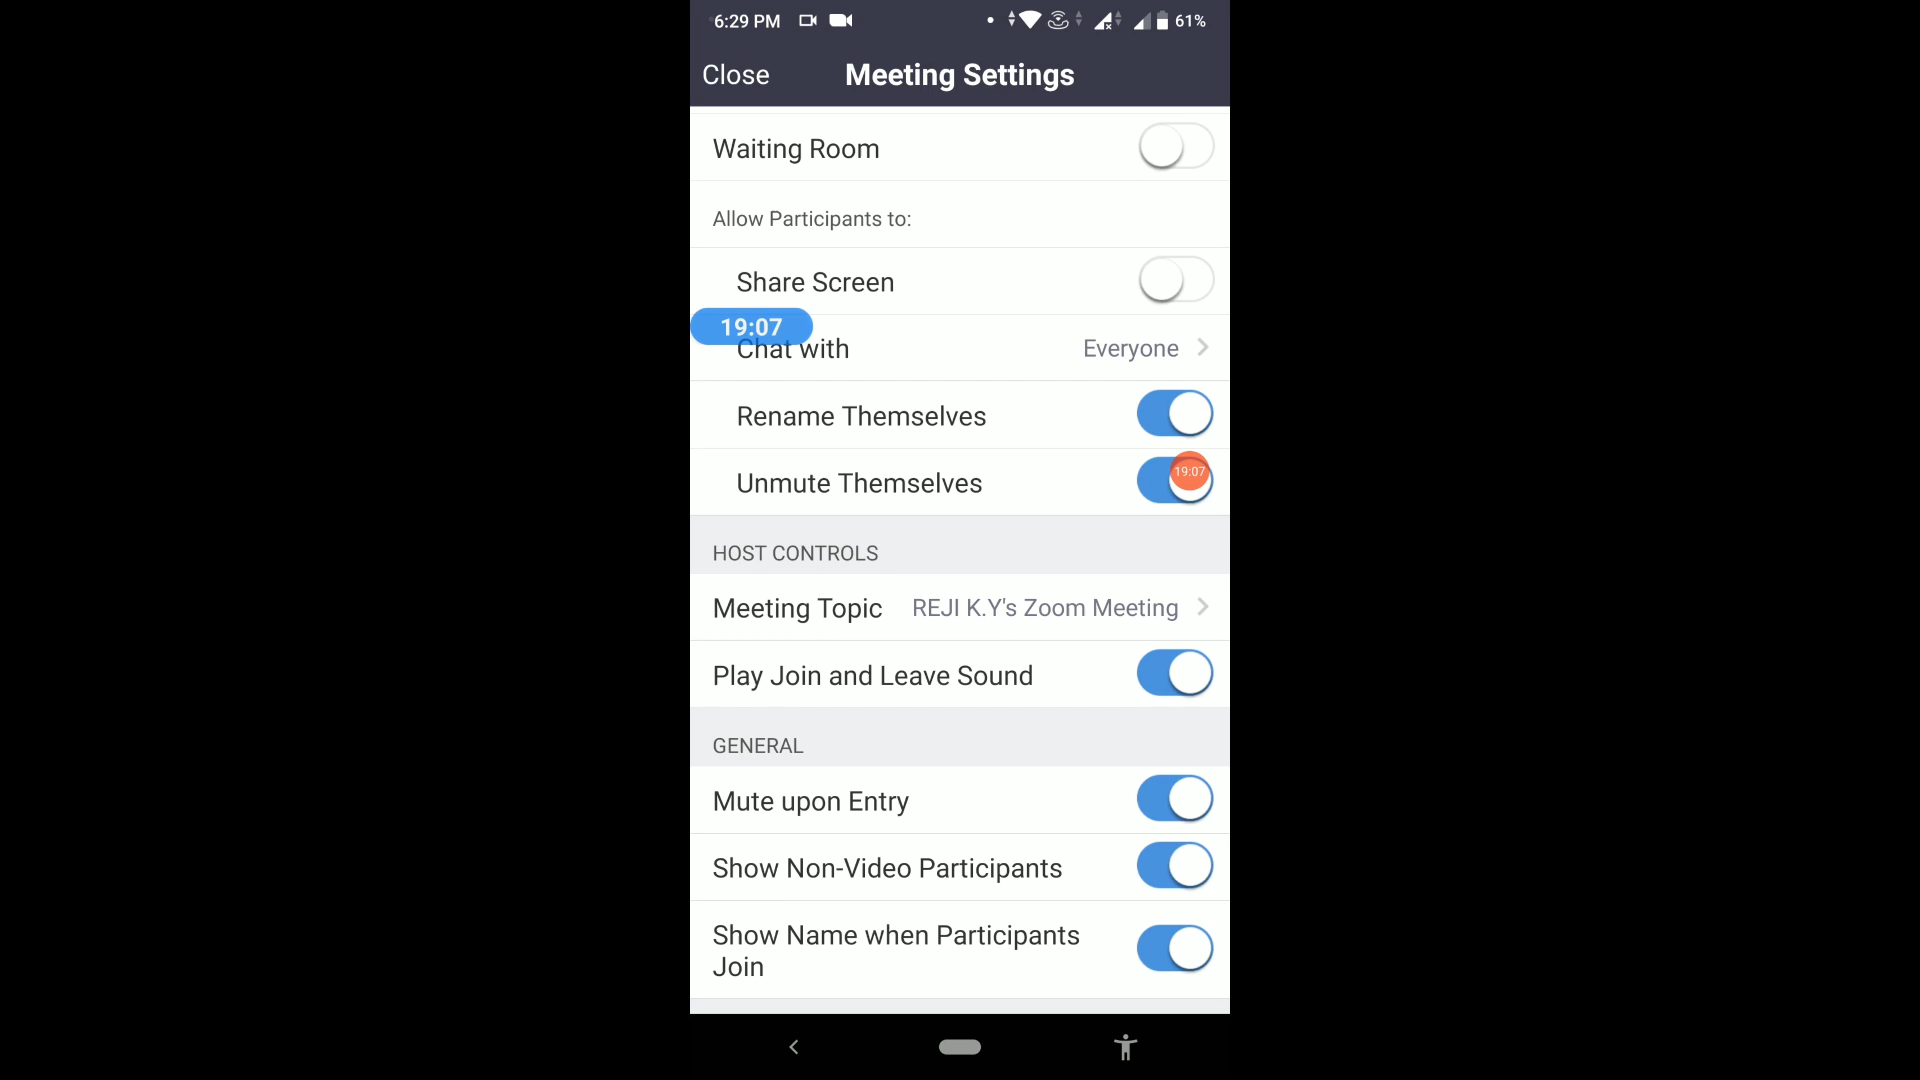 6:29 PM 61%
Close Meeting Settings
Waiting Room
Allow Participants to:
Share Screen
19:07
Chat with Everyone
Rename Themselves
Unmute Themselves 19:07
HOST CONTROLS
Meeting Topic REJI K.Y's Zoom Meeting
Play Join and Leave Sound
GENERAL
Mute upon Entry
Show Non-Video Participants
Show Name when Participants
Join